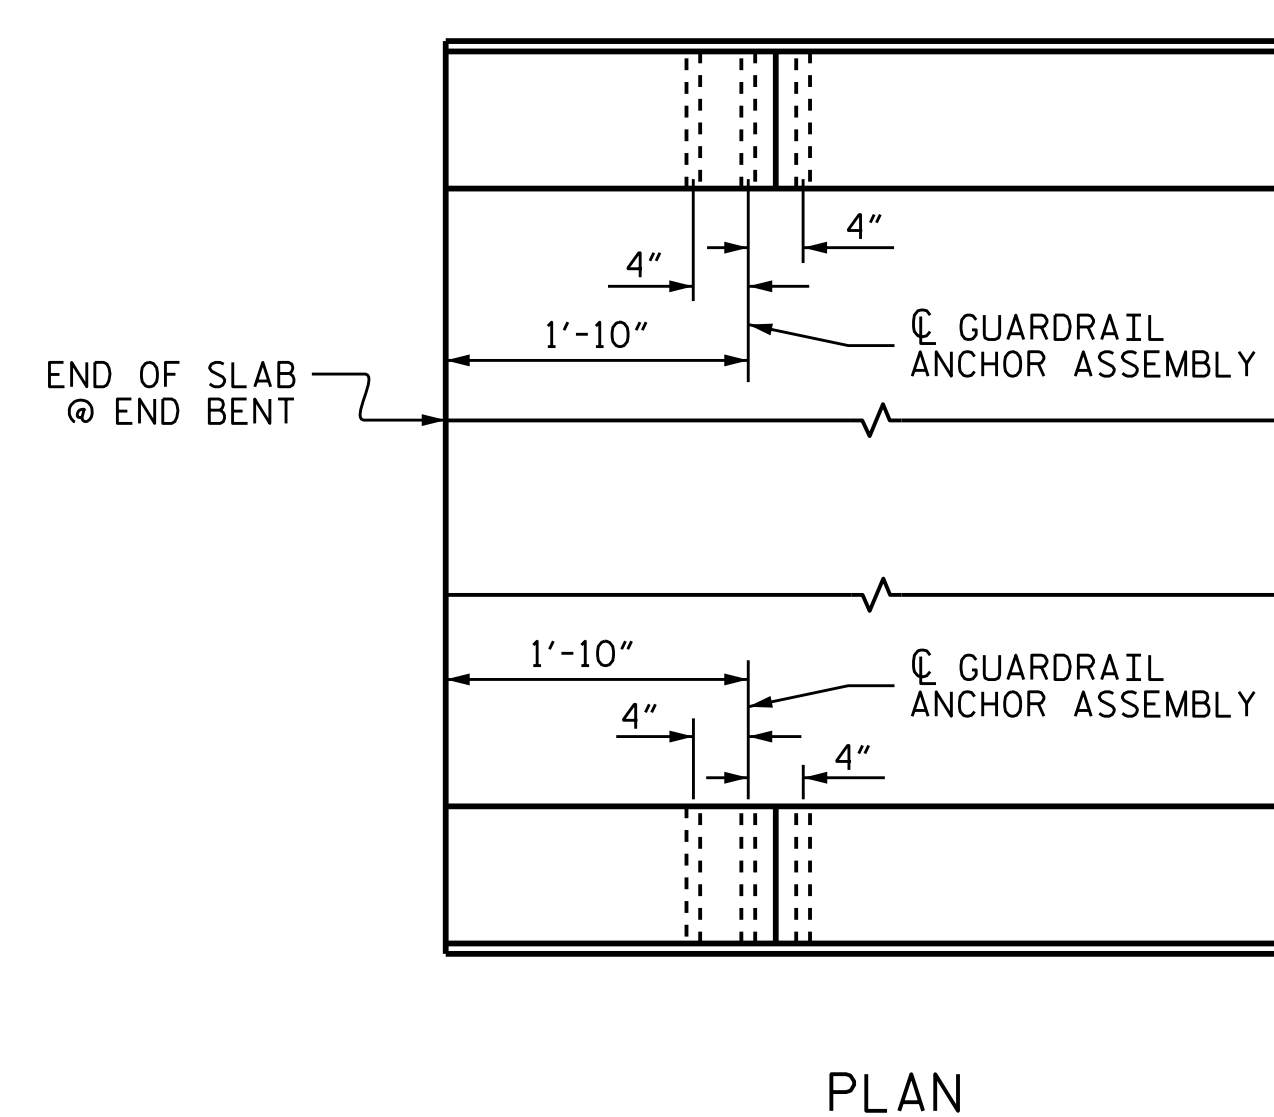 4"
4"
1'-10"
℄ GUARDRAIL
ANCHOR ASSEMBLY
END OF SLAB
@ END BENT
1'-10"
℄ GUARDRAIL
ANCHOR ASSEMBLY
4"
4"
PLAN